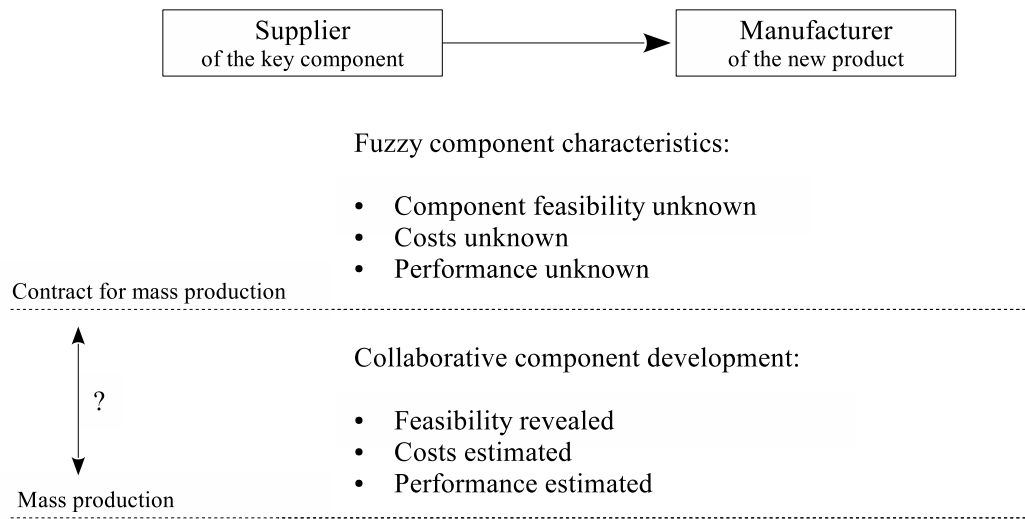 Supplier
of the key component
Manufacturer
of the new product
Fuzzy component characteristics:
• Component feasibility unknown
• Costs unknown
• Performance unknown
Contract for mass production
Collaborative component development:
?
• Feasibility revealed
• Costs estimated
• Performance estimated
Mass production